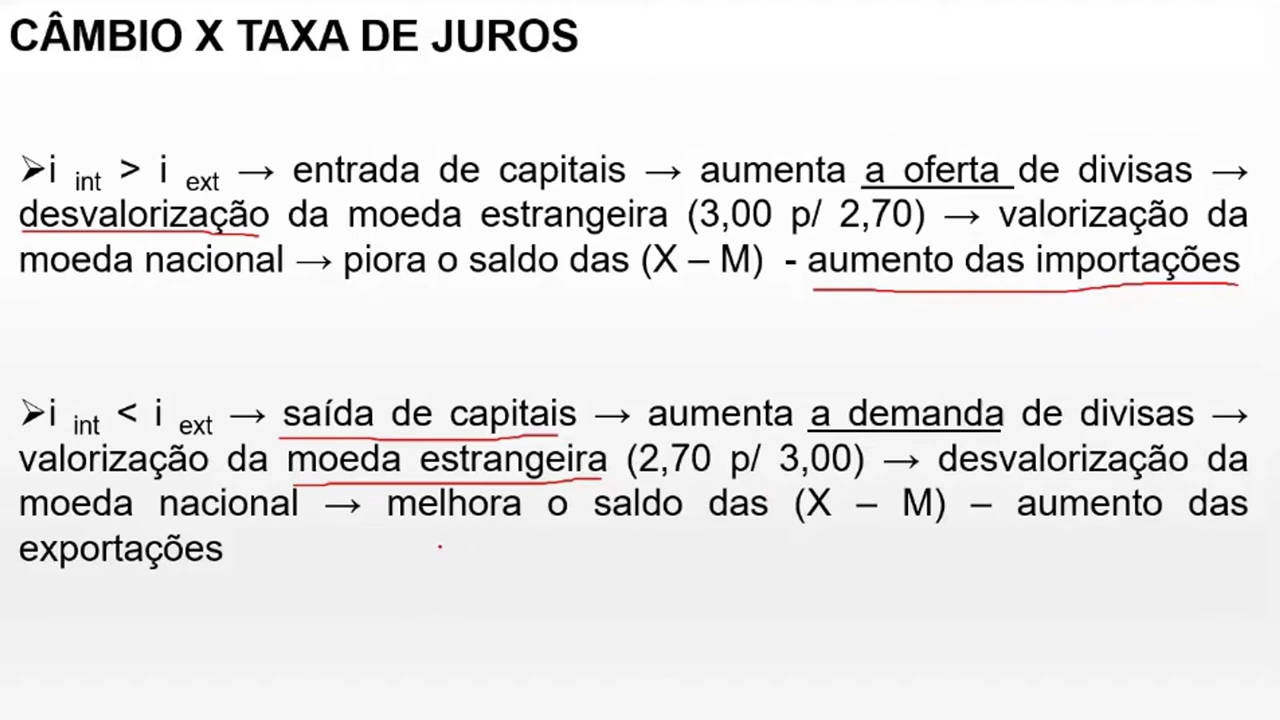 CÂMBIO X TAXA DE JUROS
➢i int > i ext → entrada de capitais → aumenta a oferta de divisas →
desvalorização da moeda estrangeira (3,00 p/ 2,70) → valorização da
moeda nacional → piora o saldo das (X – M) - aumento das importações
➢i int < i ext → saída de capitais → aumenta a demanda de divisas →
valorização da moeda estrangeira (2,70 p/ 3,00) → desvalorização da
moeda nacional → melhora o saldo das (X – M) – aumento das
exportações